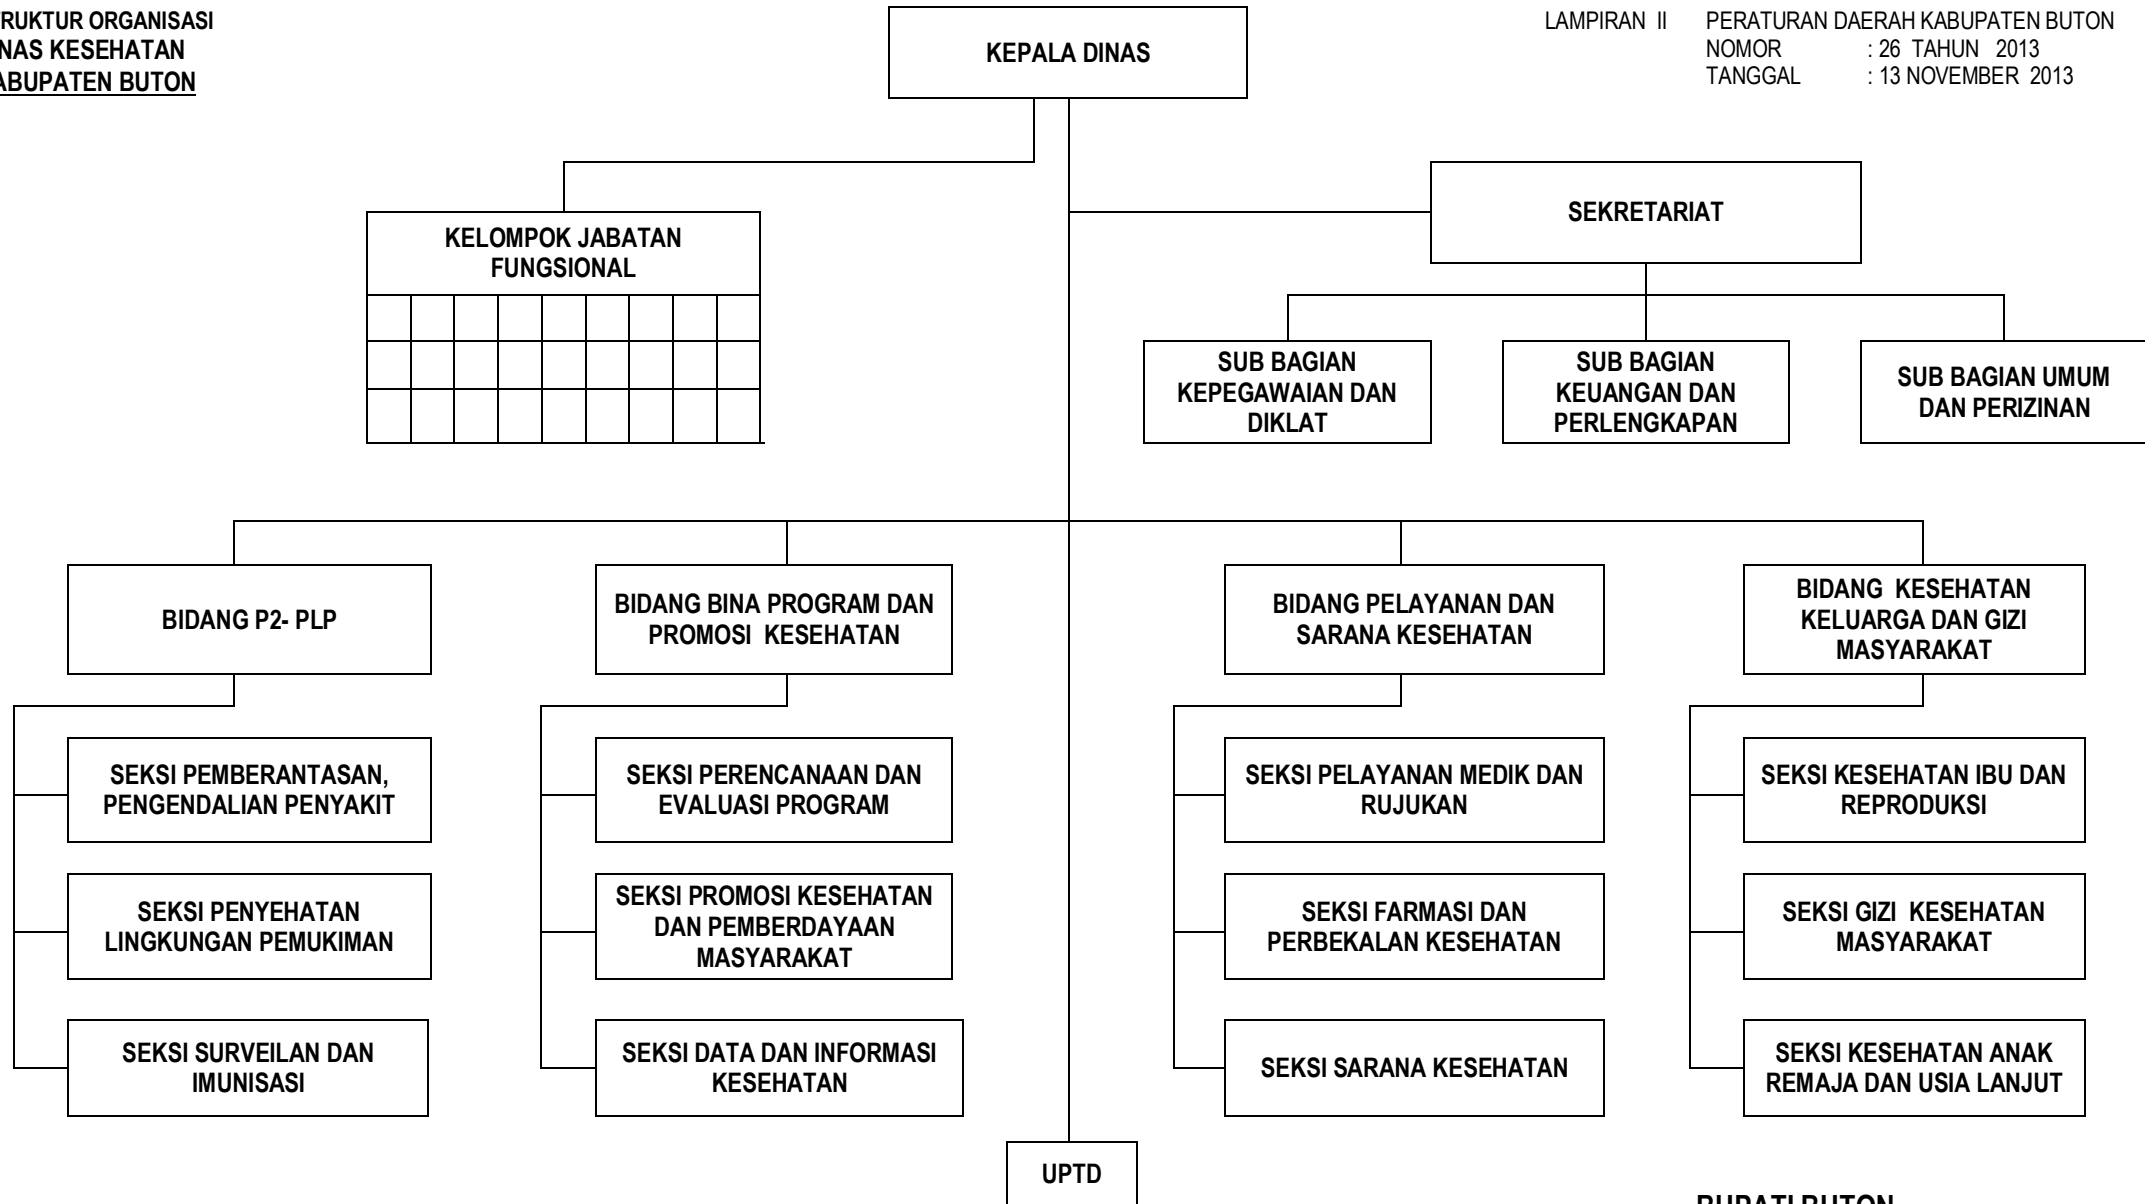 TRUKTUR ORGANISASI
NAS KESEHATAN
ABUPATEN BUTON
KEPALA DINAS
LAMPIRAN II PERATURAN DAERAH KABUPATEN BUTON
NOMOR : 26 TAHUN 2013
TANGGAL : 13 NOVEMBER 2013
SEKRETARIAT
KELOMPOK JABATAN
FUNGSIONAL
SUB BAGIAN
KEPEGAWAIAN DAN
DIKLAT
SUB BAGIAN
KEUANGAN DAN
PERLENGKAPAN
SUB BAGIAN UMUM
DAN PERIZINAN
BIDANG P2- PLP
BIDANG BINA PROGRAM DAN
PROMOSI KESEHATAN
BIDANG PELAYANAN DAN
SARANA KESEHATAN
BIDANG KESEHATAN
KELUARGA DAN GIZI
MASYARAKAT
SEKSI PEMBERANTASAN,
PENGENDALIAN PENYAKIT
SEKSI PERENCANAAN DAN
EVALUASI PROGRAM
SEKSI PELAYANAN MEDIK DAN
RUJUKAN
SEKSI KESEHATAN IBU DAN
REPRODUKSI
SEKSI PENYEHATAN
LINGKUNGAN PEMUKIMAN
SEKSI PROMOSI KESEHATAN
DAN PEMBERDAYAAN
MASYARAKAT
SEKSI FARMASI DAN
PERBEKALAN KESEHATAN
SEKSI GIZI KESEHATAN
MASYARAKAT
SEKSI SURVEILAN DAN
IMUNISASI
SEKSI DATA DAN INFORMASI
KESEHATAN
SEKSI SARANA KESEHATAN
SEKSI KESEHATAN ANAK
REMAJA DAN USIA LANJUT
UPTD
BUPATI BUTON